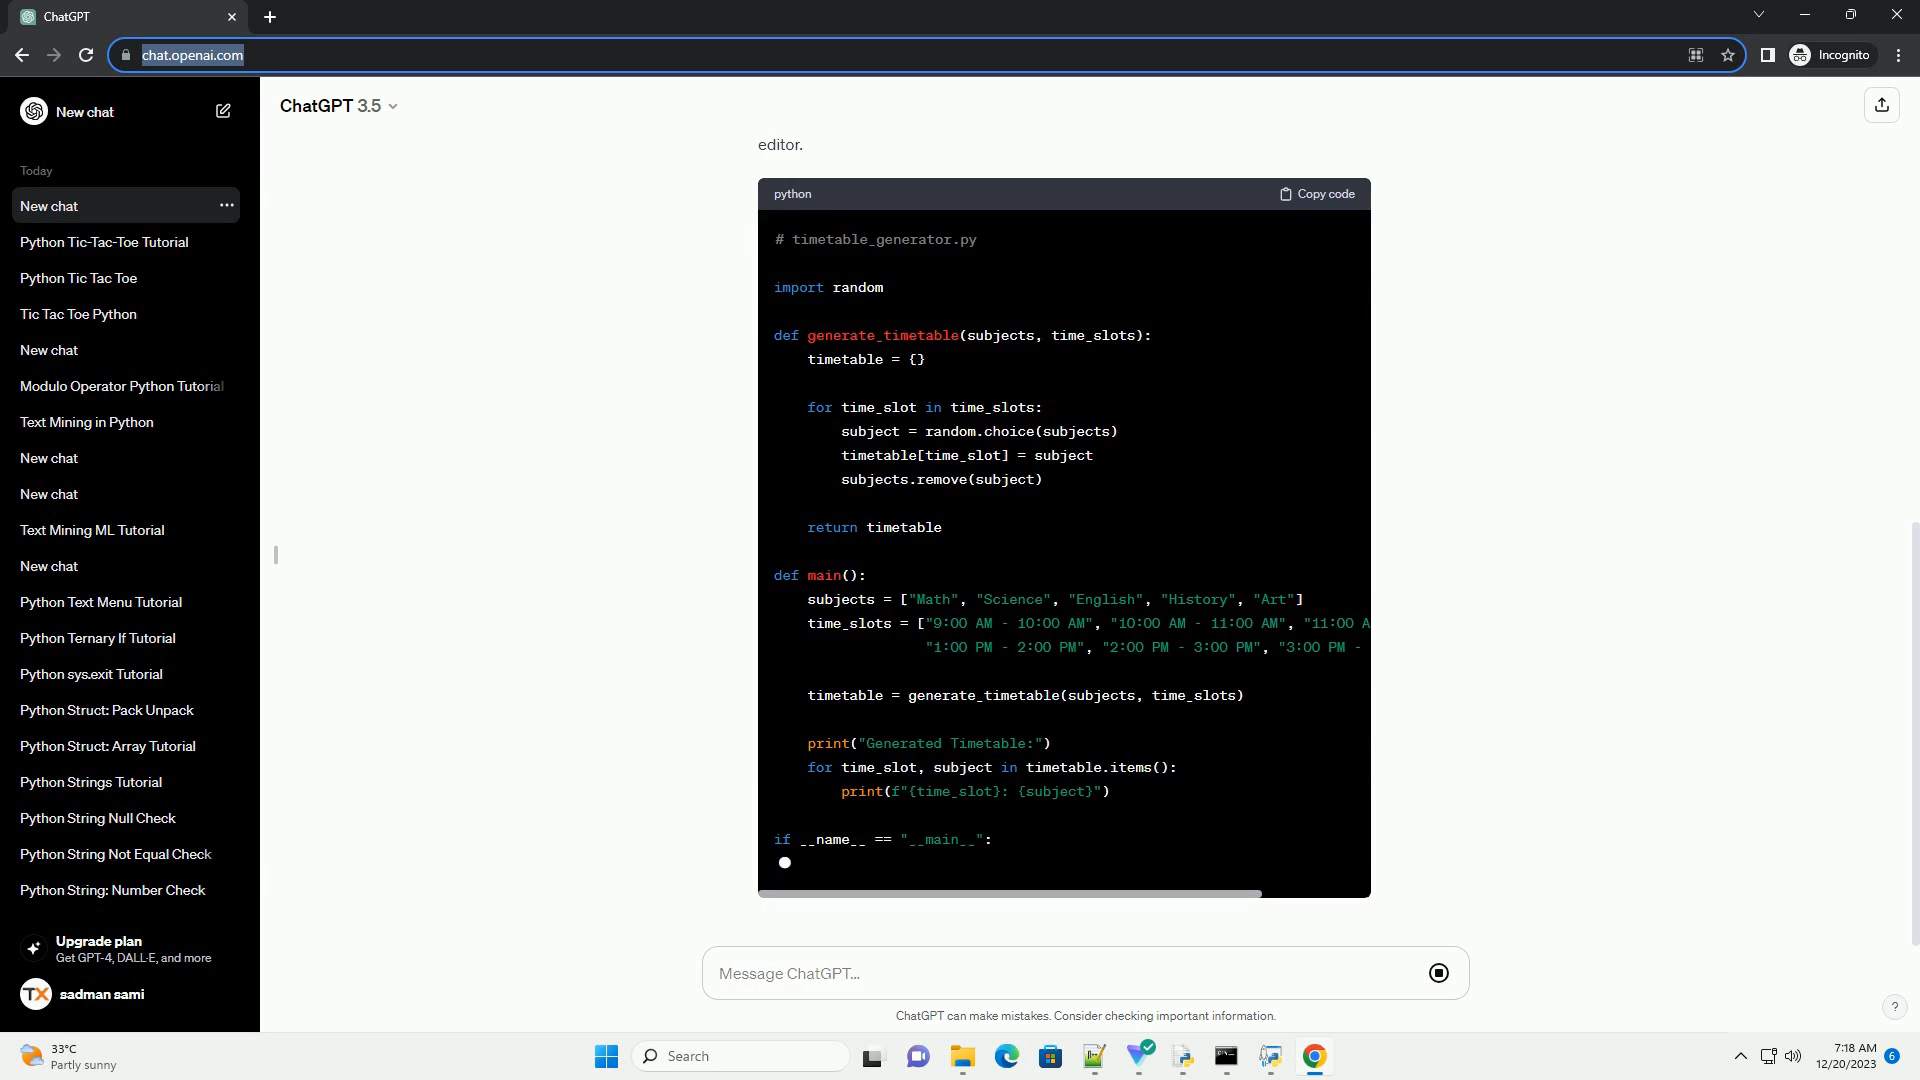 ChatGPT
chat.openai.com
Incognito
New chat
ChatGPT 3.5
Today
New chat
Python Tic-Tac-Toe Tutorial
Python Tic Tac Toe
Tic Tac Toe Python
New chat
Modulo Operator Python Tutorial
Text Mining in Python
New chat
New chat
Text Mining ML Tutorial
New chat
Python Text Menu Tutorial
Python Ternary If Tutorial
Python sys.exit Tutorial
Python Struct: Pack Unpack
Python Struct: Array Tutorial
Python Strings Tutorial
Python String Null Check
Python String Not Equal Check
Python String: Number Check
Upgrade plan
Get GPT-4, DALL·E, and more
TX sadman sami
editor.
python Copy code
# timetable_generator.py
import random
def generate_timetable(subjects, time_slots):
timetable = {}
for time_slot in time_slots:
subject = random.choice(subjects)
timetable[time_slot] = subject
subjects.remove(subject)
return timetable
def main():
subjects = ["Math", "Science", "English", "History", "Art"]
time_slots = ["9:00 AM - 10:00 AM", "10:00 AM - 11:00 AM", "11:00 A
"1:00 PM - 2:00 PM", "2:00 PM - 3:00 PM", "3:00 PM -
timetable = generate_timetable(subjects, time_slots)
print("Generated Timetable:")
for time_slot, subject in timetable.items():
print(f"{time_slot}: {subject}")
if __name__ == "__main__":
Message ChatGPT...
ChatGPT can make mistakes. Consider checking important information.
?
33°C
Partly sunny
Search
7:18 AM
12/20/2023
6